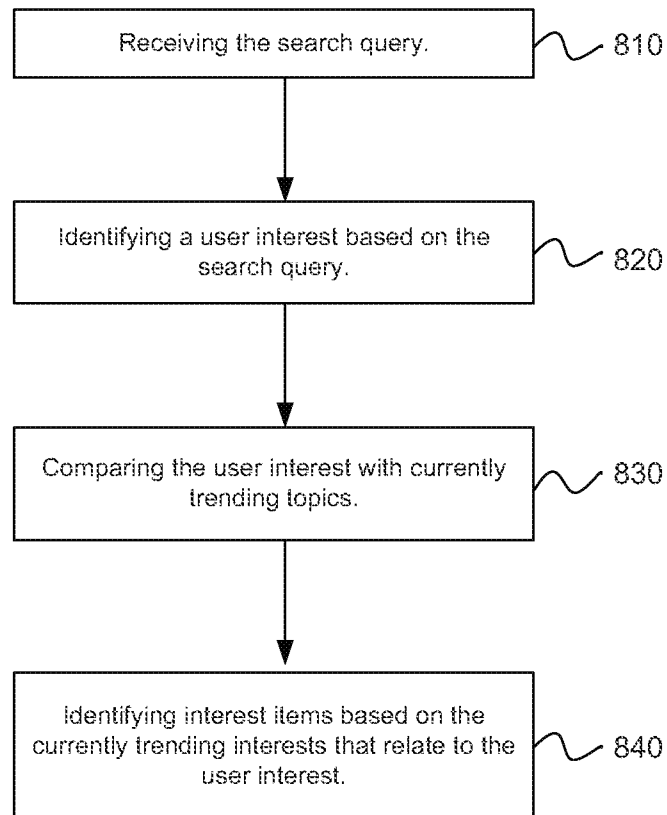 Receiving the search query.
810
Identifying a user interest based on the
search query.
820
Comparing the user interest with currently
trending topics.
830
Identifying interest items based on the
currently trending interests that relate to the
user interest.
840